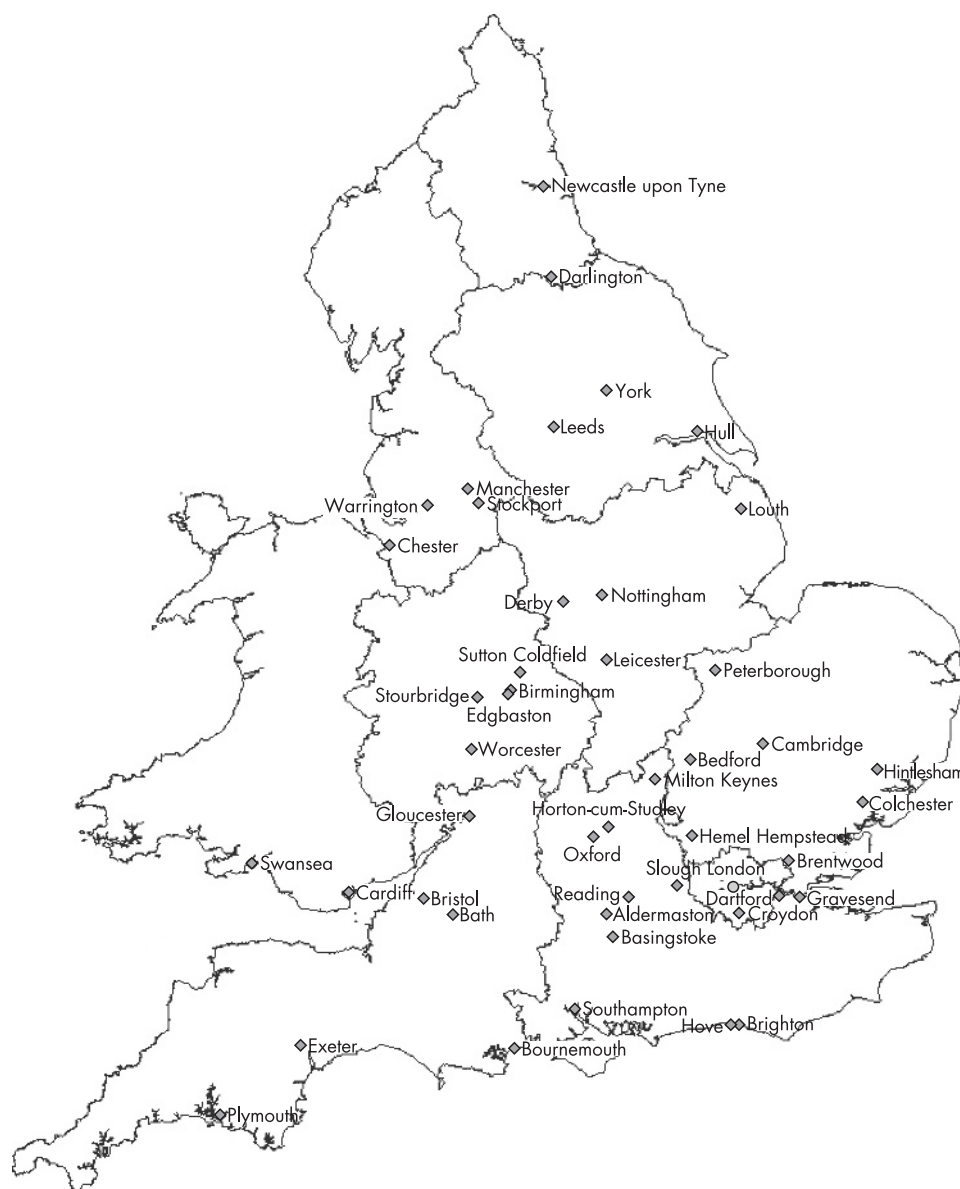 Newcastle upon Tyne
Darlington
York
Leeds
Hull
Manchester
Warrington
Stockport
Louth
Chester
Nottingham
Derby
Sutton Coldfield
Leicester
Peterborough
Birmingham
Stourbridge
Edgbaston
Cambridge
Worcester
Bedford
Hintlesham
Milton Keynes
Colchester
Horton-cum-Studley
Gloucester
Hemel Hempstead
Oxford
Brentwood
Swansea
Slough London
Cardiff
Bristol
Reading
Dartford
Gravesend
Bath
Aldermaston
Croydon
Basingstoke
Southampton
Hove
Brighton
Exeter
Bournemouth
Plymouth